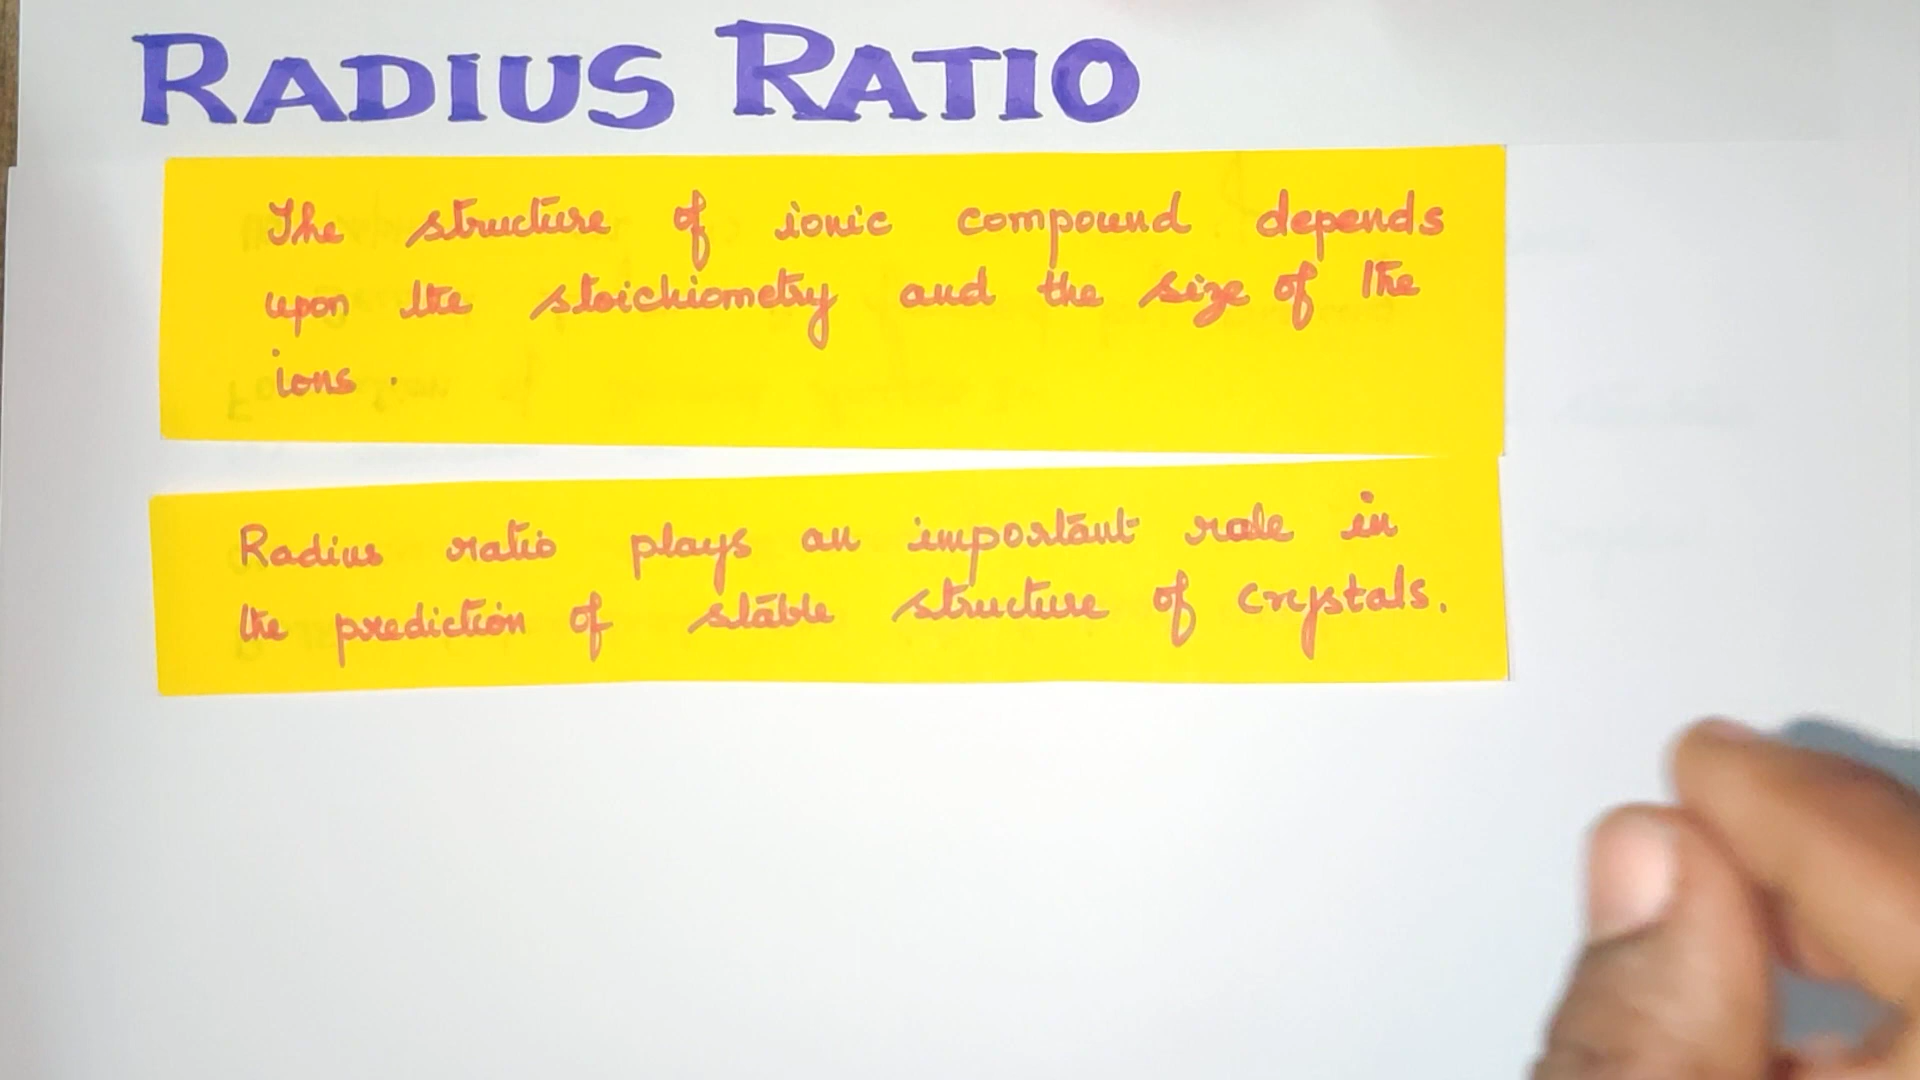 RADIUS RATIO
The structure of ionic compound depends
upon the stoichiometry and the size of the
ions.
Radius ratio plays an important role in
the prediction of stable structure of crystals.